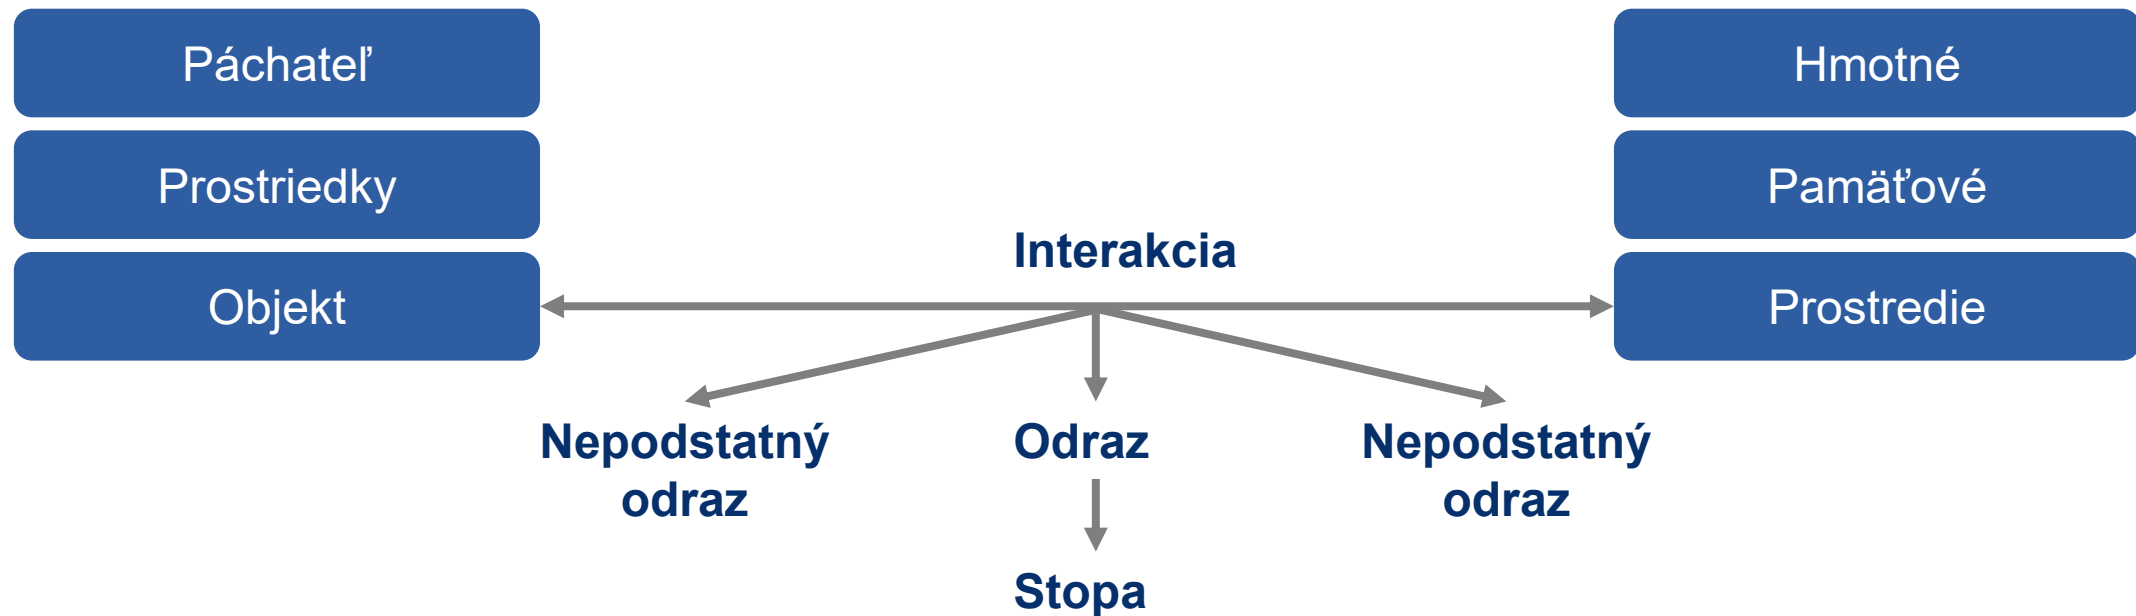 Páchateľ
Prostriedky
Objekt
Hmotné
Pamäťové
Prostredie
Interakcia
Nepodstatný
odraz
Odraz
Nepodstatný
odraz
Stopa